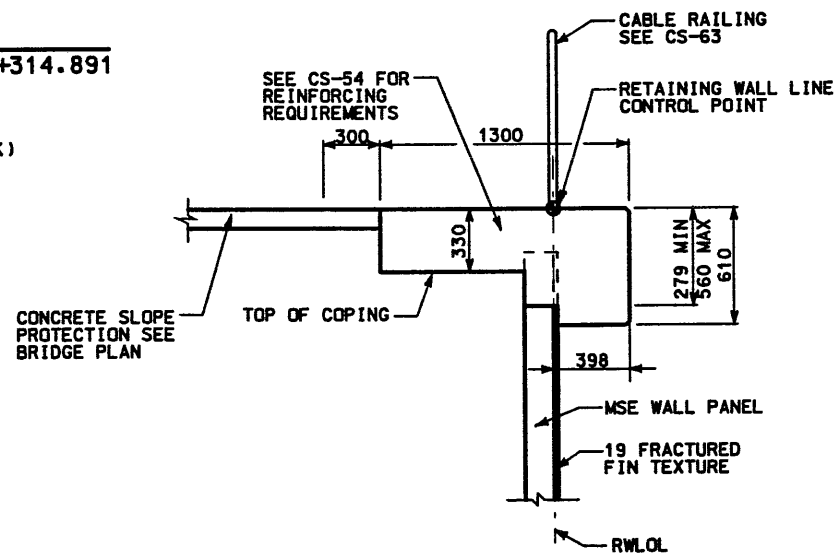 +314.891
CABLE RAILING
SEE CS-63
SEE CS-54 FOR
REINFORCING
REQUIREMENTS
RETAINING WALL LINE
CONTROL POINT
300
1300
330
279 MIN
560 MAX
610
CONCRETE SLOPE
PROTECTION SEE
BRIDGE PLAN
TOP OF COPING
398
MSE WALL PANEL
19 FRACTURED
FIN TEXTURE
RWLOL